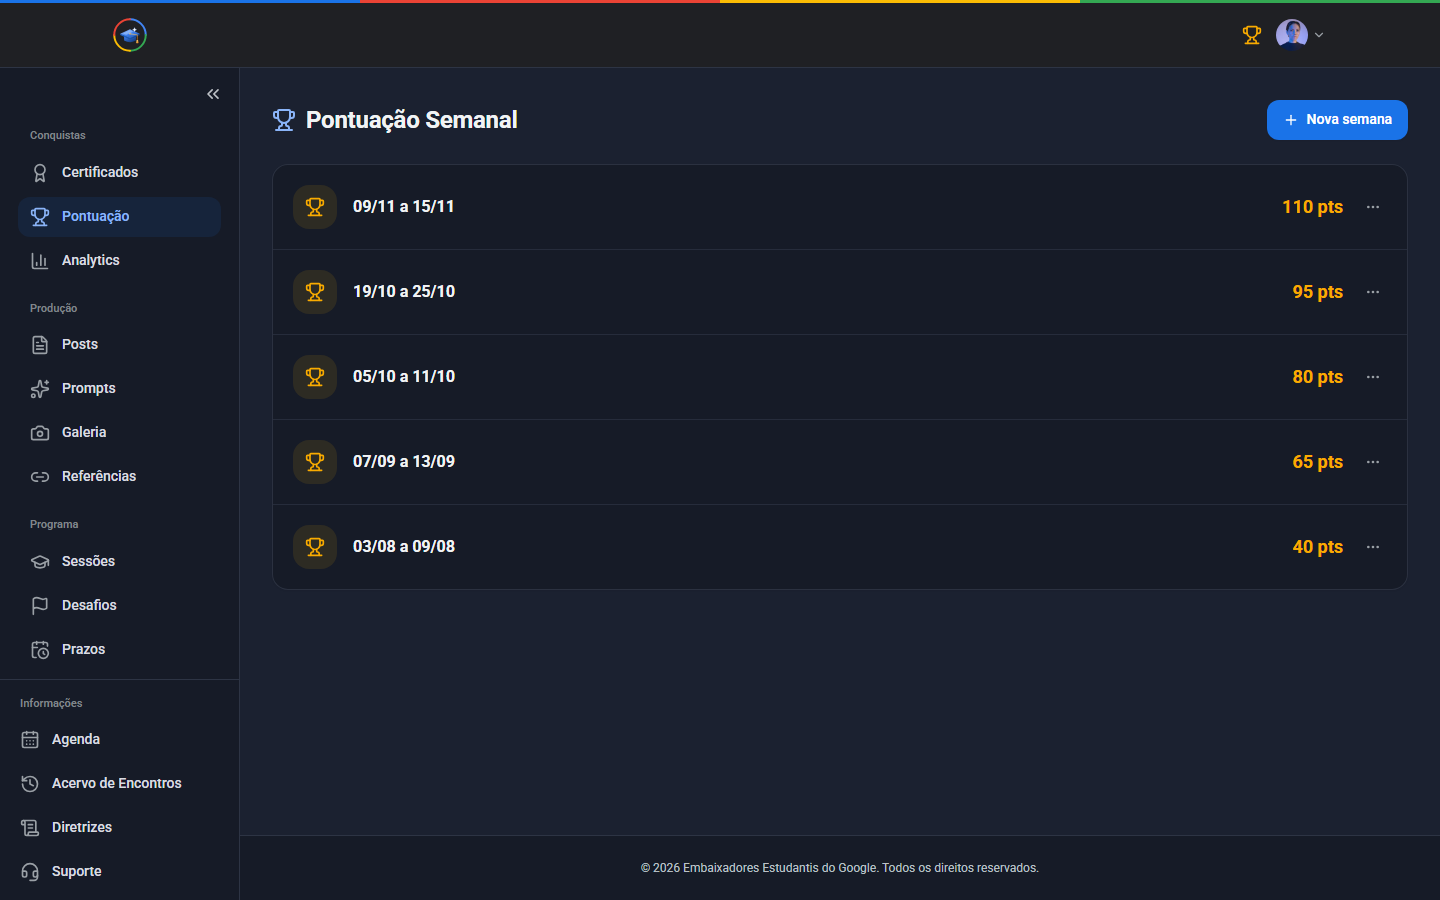 Conquistas
Certificados
Pontuação
Analytics
Produção
Posts
Prompts
Galeria
Referências
Programa
Sessões
Desafios
Prazos
Informações
Agenda
Acervo de Encontros
Diretrizes
Suporte
Pontuação Semanal
Nova semana
09/11 a 15/11
110 pts
19/10 a 25/10
95 pts
05/10 a 11/10
80 pts
07/09 a 13/09
65 pts
03/08 a 09/08
40 pts
© 2026 Embaixadores Estudantis do Google. Todos os direitos reservados.